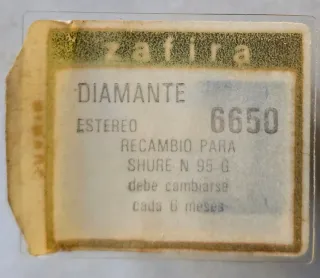 zafira
DIAMANTE
ESTEREO 6650
RECAMBIO PARA
SHURE N 95 G
debe cambiarse
cada 6 meses